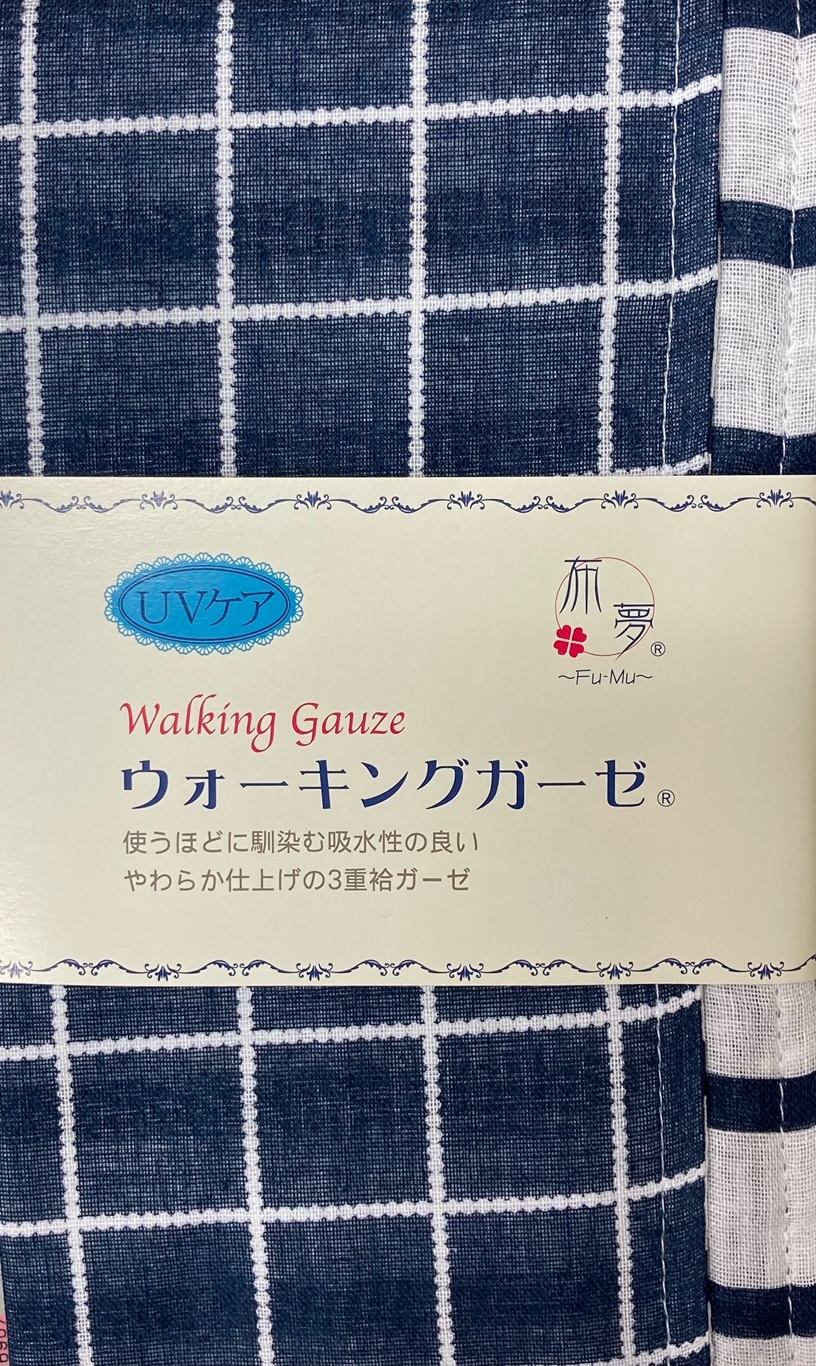 UVケア
布夢®
~Fu-Mu~
Walking Gauze
ウォーキングガーゼ®
使うほどに馴染む吸水性の良い
やわらか仕上げの3重袷ガーゼ